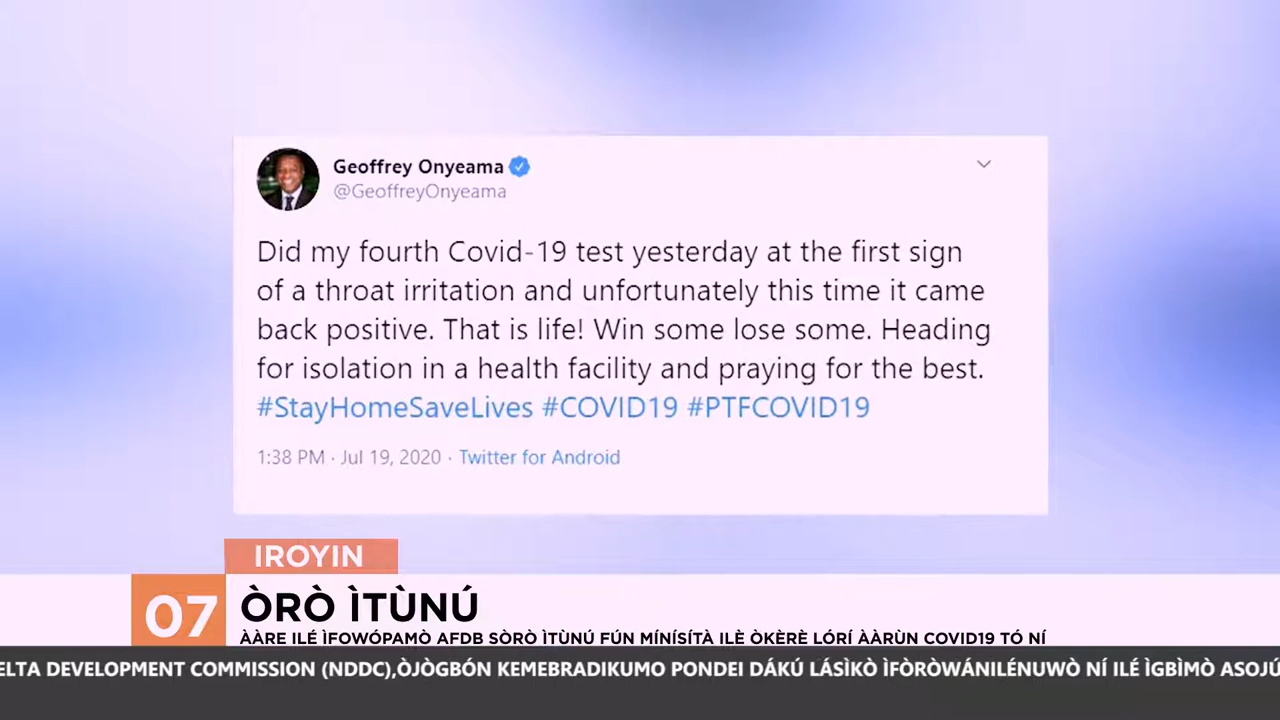 Geoffrey Onyeama
@GeoffreyOnyeama
Did my fourth Covid-19 test yesterday at the first sign
of a throat irritation and unfortunately this time it came
back positive. That is life! Win some lose some. Heading
for isolation in a health facility and praying for the best.
#StayHomeSaveLives #COVID19 #PTFCOVID19
1:38 PM · Jul 19, 2020 · Twitter for Android
IROYIN
07
ÒRÒ ÌTÙNÚ
ÀÀRE ILÉ ÌFOWÓPAMÒ AFDB SÒRÒ ÌTÙNÚ FÚN MÍNÍSÍTÀ ILÈ ÒKÈRÈ LÓRÍ ÀÀRÙN COVID19 TÓ NÍ
ELTA DEVELOPMENT COMMISSION (NDDC),ÒJÒGBÓN KEMEBRADIKUMO PONDEI DÁKÚ LÁSÌKÒ ÌFÒRÒWÁNILÉNUWÒ NÍ ILÉ ÌGBÌMÒ ASOJÚ